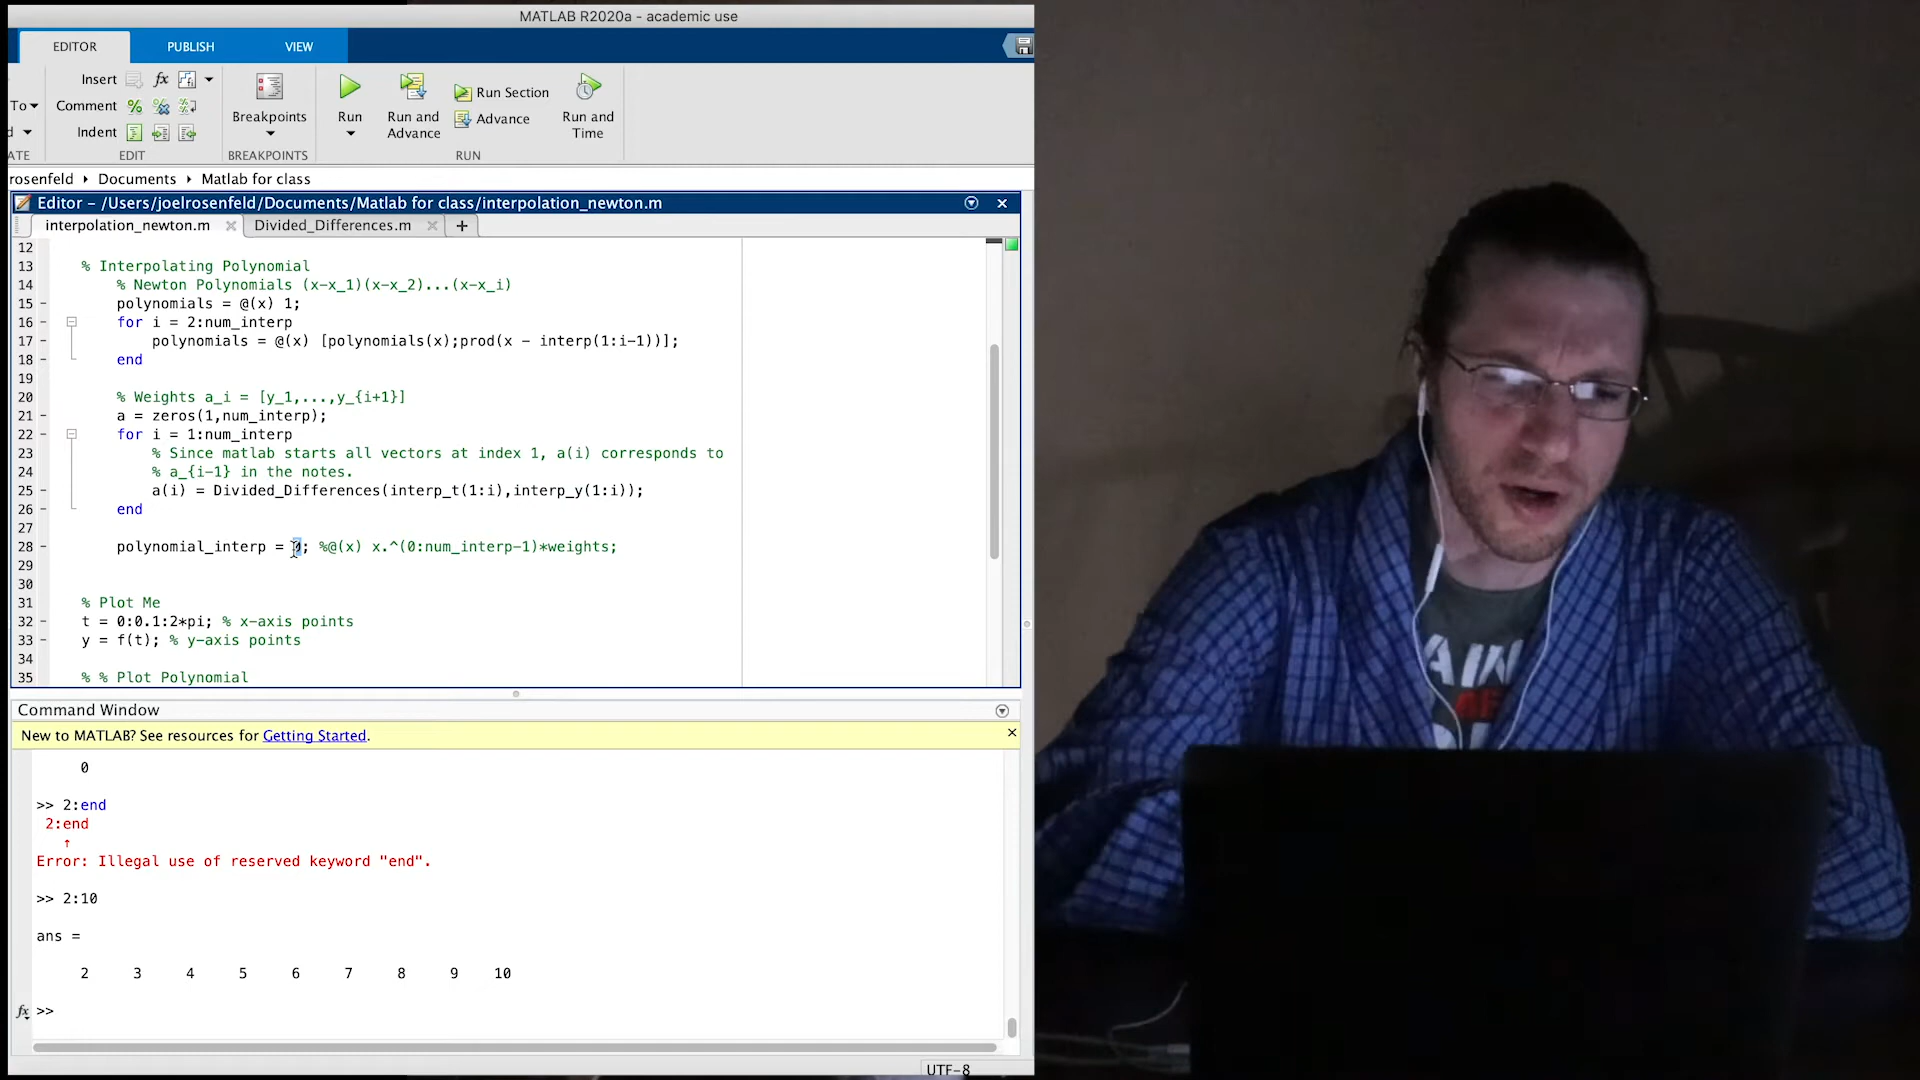 MATLAB R2020a - academic use
EDITOR PUBLISH VIEW
Insert fx
To Comment
Indent
Breakpoints
Run
Run and Advance
Run Section
Advance
Run and Time
ATE EDIT BREAKPOINTS RUN
rosenfeld Documents Matlab for class
Editor - /Users/joelrosenfeld/Documents/Matlab for class/interpolation_newton.m
interpolation_newton.m Divided_Differences.m +
12
13 % Interpolating Polynomial
14 % Newton Polynomials (x-x_1)(x-x_2)...(x-x_i)
15 - polynomials = @(x) 1;
16 - for i = 2:num_interp
17 - polynomials = @(x) [polynomials(x);prod(x - interp(1:i-1))];
18 - end
19
20 % Weights a_i = [y_1,...,y_{i+1}]
21 - a = zeros(1,num_interp);
22 - for i = 1:num_interp
23 % Since matlab starts all vectors at index 1, a(i) corresponds to
24 % a_{i-1} in the notes.
25 - a(i) = Divided_Differences(interp_t(1:i),interp_y(1:i));
26 - end
27
28 - polynomial_interp = ; %@(x) x.^(0:num_interp-1)*weights;
29
30
31 % Plot Me
32 - t = 0:0.1:2*pi; % x-axis points
33 - y = f(t); % y-axis points
34
35 % % Plot Polynomial
Command Window
New to MATLAB? See resources for Getting Started.
0
>> 2:end
2:end
↑
Error: Illegal use of reserved keyword "end".
>> 2:10
ans =
2 3 4 5 6 7 8 9 10
fx >>
UTF-8